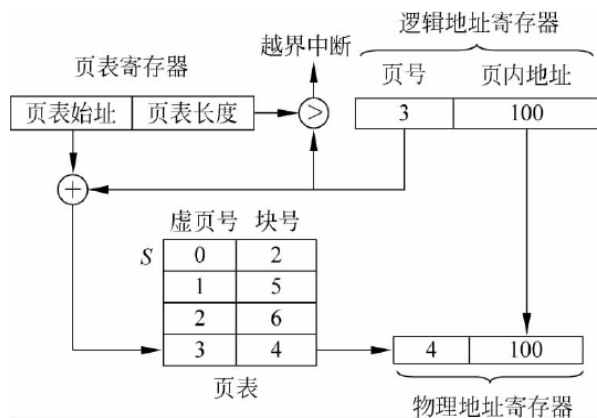 逻辑地址寄存器
越界中断
页表寄存器
页号 页内地址
页表始址 页表长度 > 3 100
+
虚页号 块号
S 0 2
1 5
2 6
3 4 4 100
页表
物理地址寄存器